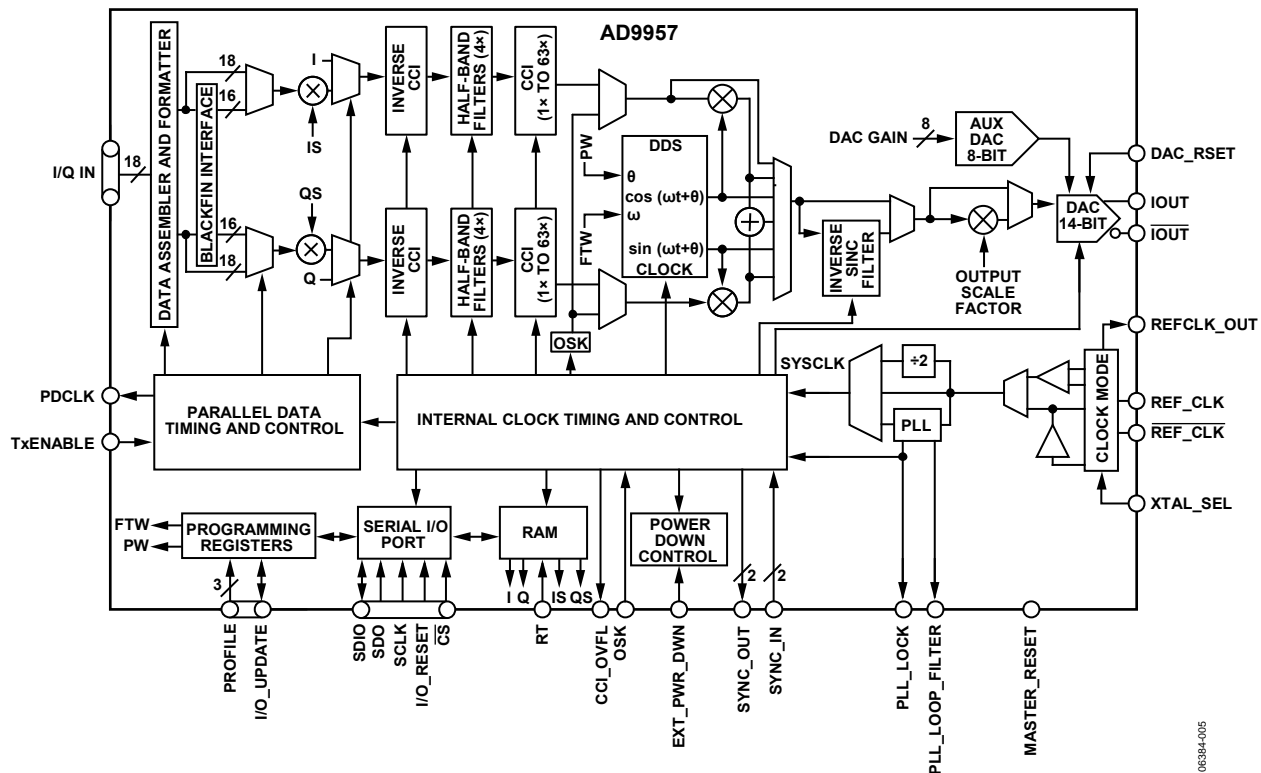 AD9957
I/Q IN
18
DATA ASSEMBLER AND FORMATTER
BLACKFIN INTERFACE
18
16
16
18
IS
QS
I
Q
INVERSE
CCI
HALF-BAND
FILTERS (4×)
CCI
(1× TO 63×)
INVERSE
CCI
HALF-BAND
FILTERS (4×)
CCI
(1× TO 63×)
OSK
PW
FTW
DDS
θ
cos (ωt+θ)
ω
sin (ωt+θ)
CLOCK
INVERSE
SINC
FILTER
OUTPUT
SCALE
FACTOR
DAC GAIN
8
AUX
DAC
8-BIT
DAC
14-BIT
DAC_RSET
IOUT
IOUT
REFCLK_OUT
REF_CLK
REF_CLK
XTAL_SEL
CLOCK MODE
SYSCLK
÷2
PLL
PDCLK
TxENABLE
PARALLEL DATA
TIMING AND CONTROL
INTERNAL CLOCK TIMING AND CONTROL
FTW
PW
PROGRAMMING
REGISTERS
SERIAL I/O
PORT
RAM
POWER
DOWN
CONTROL
3
I
Q
IS
QS
2
2
PROFILE
I/O_UPDATE
SDIO
SDO
SCLK
I/O_RESET
CS
RT
CCI_OVFL
OSK
EXT_PWR_DWN
SYNC_OUT
SYNC_IN
PLL_LOCK
PLL_LOOP_FILTER
MASTER_RESET
06384-005